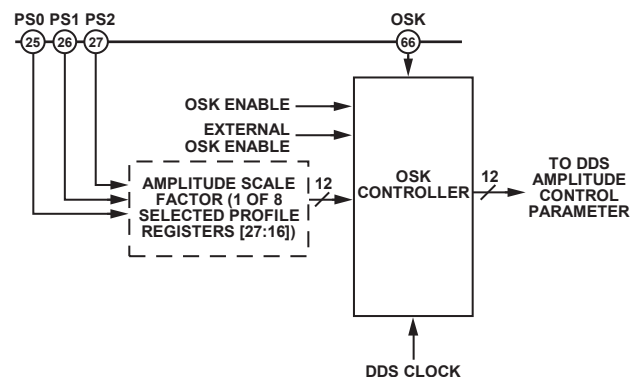 PS0 PS1 PS2
OSK
25
26
27
66
OSK ENABLE
EXTERNAL
OSK ENABLE
AMPLITUDE SCALE
FACTOR (1 OF 8
SELECTED PROFILE
REGISTERS [27:16])
12
OSK
CONTROLLER
12
TO DDS
AMPLITUDE
CONTROL
PARAMETER
DDS CLOCK